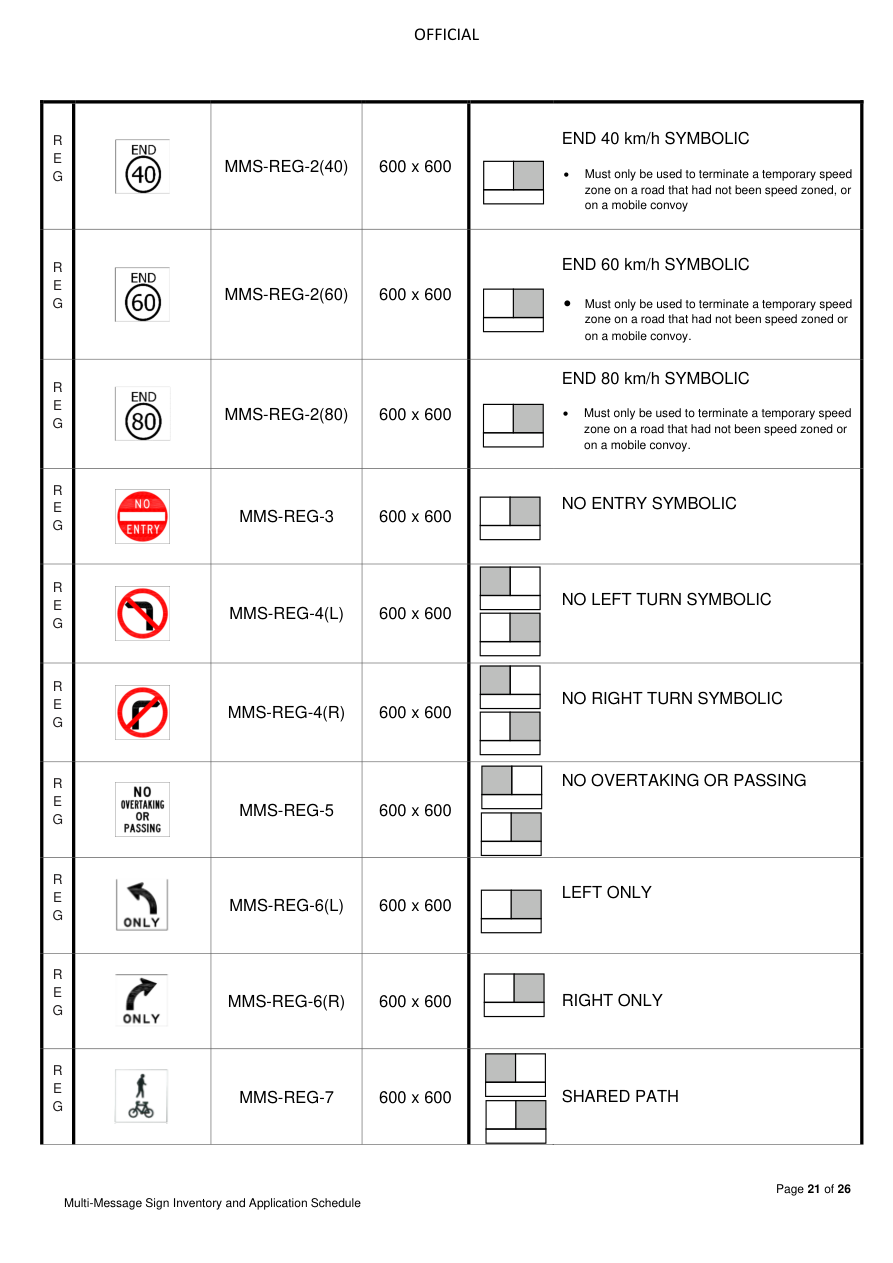 OFFICIAL
R
E
G
END
40
MMS-REG-2(40)
600 x 600
END 40 km/h SYMBOLIC
• Must only be used to terminate a temporary speed
zone on a road that had not been speed zoned, or
on a mobile convoy
R
E
G
END
60
MMS-REG-2(60)
600 x 600
END 60 km/h SYMBOLIC
• Must only be used to terminate a temporary speed
zone on a road that had not been speed zoned or
on a mobile convoy.
R
E
G
END
80
MMS-REG-2(80)
600 x 600
END 80 km/h SYMBOLIC
• Must only be used to terminate a temporary speed
zone on a road that had not been speed zoned or
on a mobile convoy.
R
E
G
NO
ENTRY
MMS-REG-3
600 x 600
NO ENTRY SYMBOLIC
R
E
G
MMS-REG-4(L)
600 x 600
NO LEFT TURN SYMBOLIC
R
E
G
MMS-REG-4(R)
600 x 600
NO RIGHT TURN SYMBOLIC
R
E
G
NO
OVERTAKING
OR
PASSING
MMS-REG-5
600 x 600
NO OVERTAKING OR PASSING
R
E
G
ONLY
MMS-REG-6(L)
600 x 600
LEFT ONLY
R
E
G
ONLY
MMS-REG-6(R)
600 x 600
RIGHT ONLY
R
E
G
MMS-REG-7
600 x 600
SHARED PATH
Page 21 of 26
Multi-Message Sign Inventory and Application Schedule